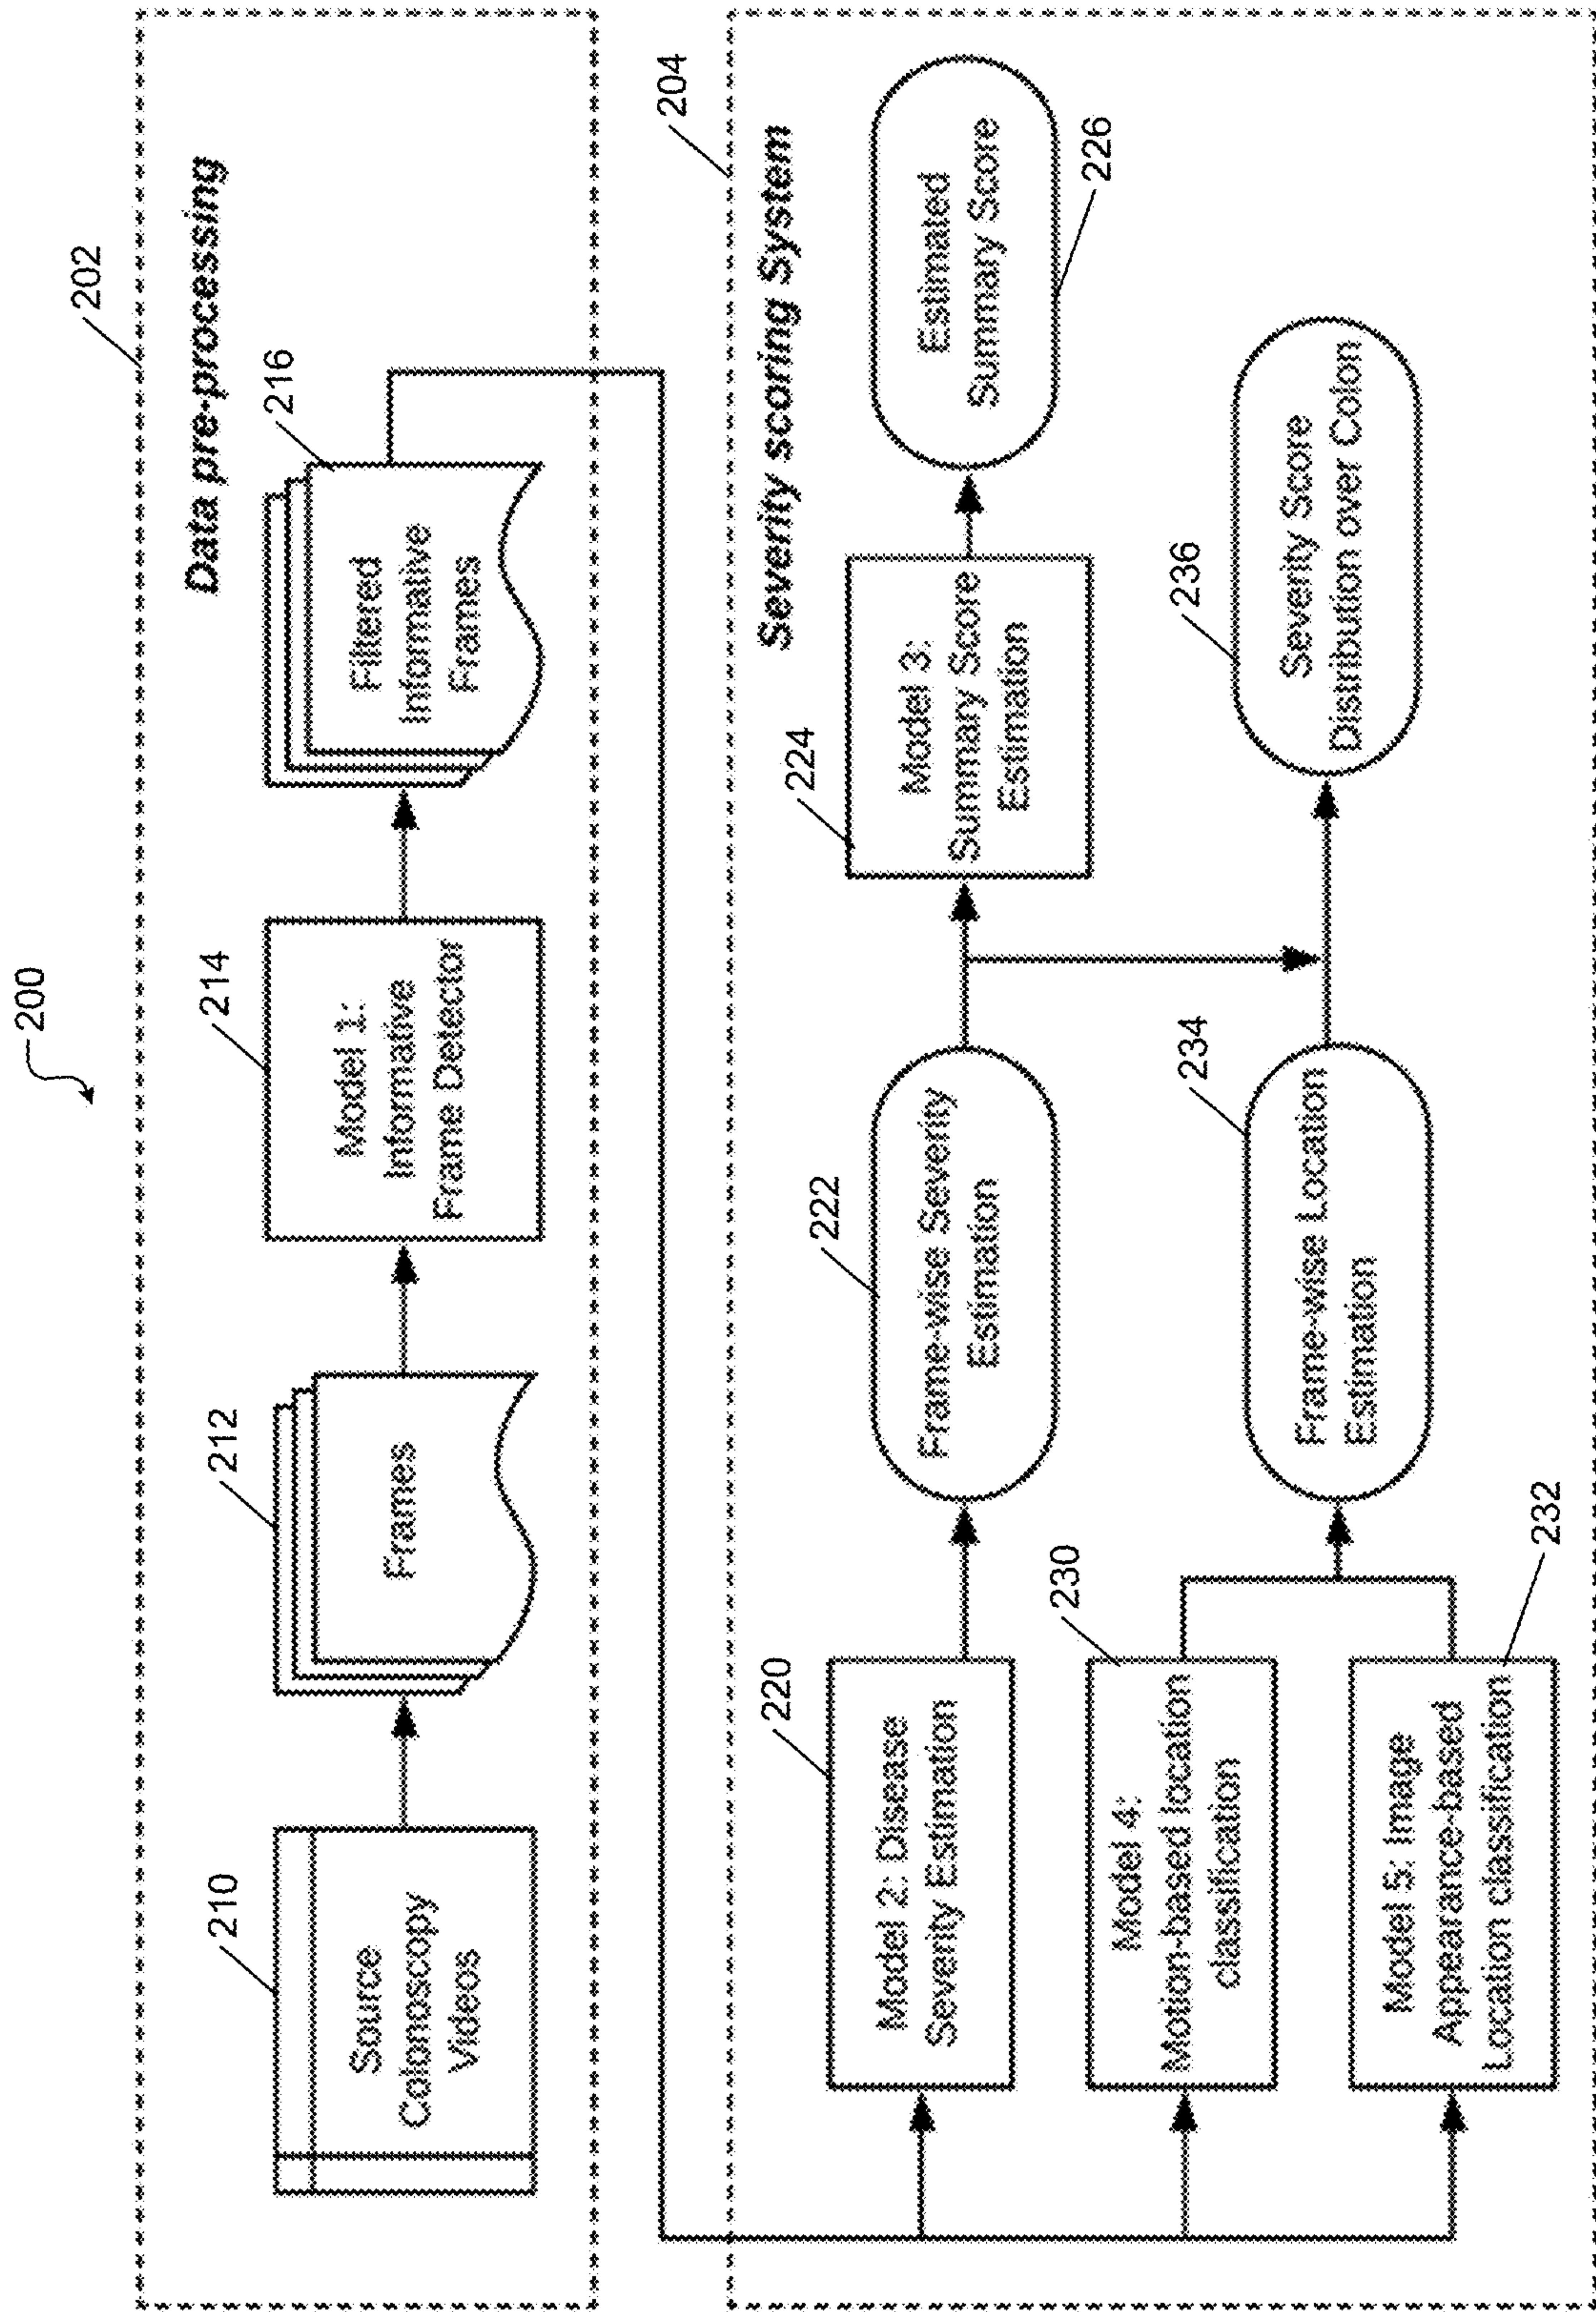 200
202
Data pre-processing
210
Source
Colonoscopy
Videos
212
Frames
214
Model 1:
Informative
Frame Detector
216
Filtered
Informative
Frames
204
Severity scoring System
220
Model 2: Disease
Severity Estimation
222
Frame-wise Severity
Estimation
224
Model 3:
Summary Score
Estimation
Estimated
Summary Score
226
230
Model 4:
Motion-based location
classification
Model 5: Image
Appearance-based
Location classification
232
234
Frame-wise Location
Estimation
236
Severity Score
Distribution over Colon